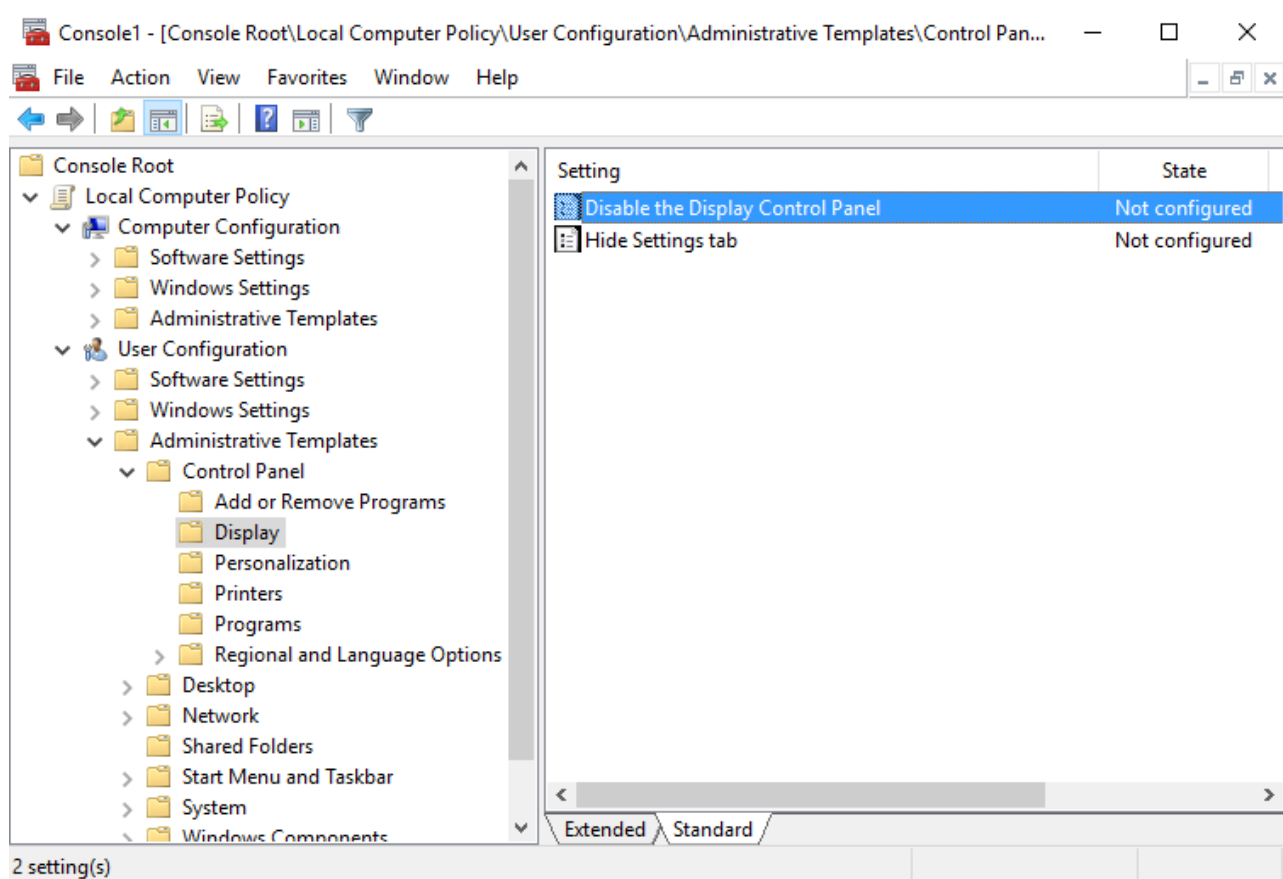 Console1 - [Console Root\Local Computer Policy\User Configuration\Administrative Templates\Control Pan...
File Action View Favorites Window Help
Console Root
Local Computer Policy
Computer Configuration
Software Settings
Windows Settings
Administrative Templates
User Configuration
Software Settings
Windows Settings
Administrative Templates
Control Panel
Add or Remove Programs
Display
Personalization
Printers
Programs
Regional and Language Options
Desktop
Network
Shared Folders
Start Menu and Taskbar
System
Windows Components
Setting State
Disable the Display Control Panel Not configured
Hide Settings tab Not configured
Extended Standard
2 setting(s)